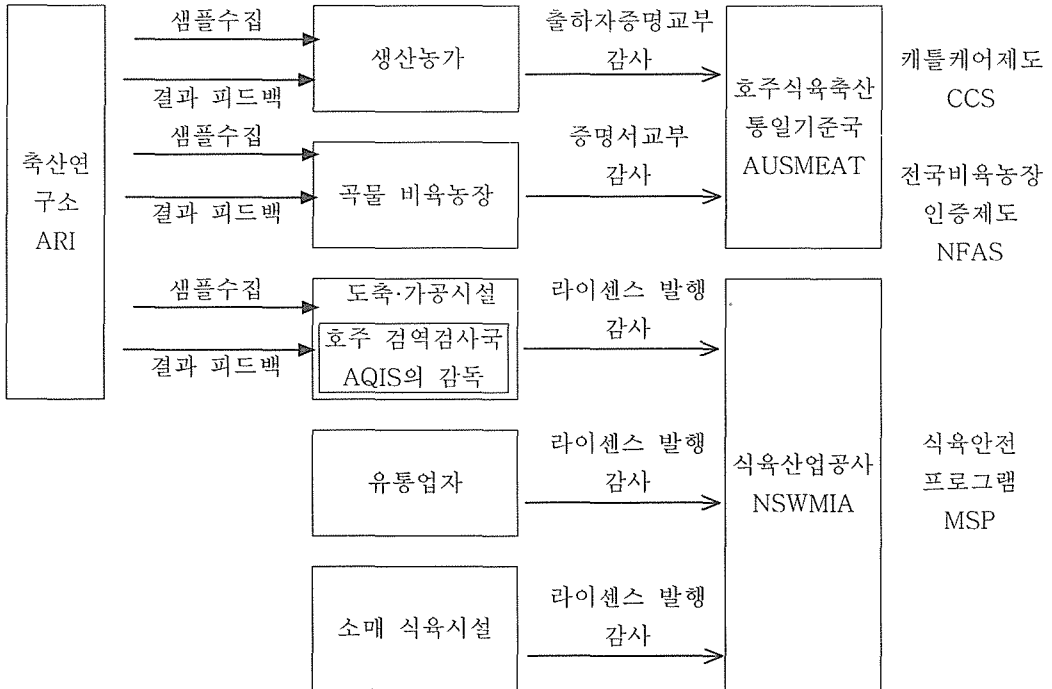 축산연
구소
ARI
샘플수집
결과 피드백
생산농가
출하자증명교부
감사
샘플수집
결과 피드백
곡물 비육농장
증명서교부
감사
호주식육축산
통일기준국
AUSMEAT
캐틀케어제도
CCS
전국비육농장
인증제도
NFAS
샘플수집
결과 피드백
도축·가공시설
호주 검역검사국
AQIS의 감독
라이센스 발행
감사
유통업자
라이센스 발행
감사
소매 식육시설
라이센스 발행
감사
식육산업공사
NSWMIA
식육안전
프로그램
MSP